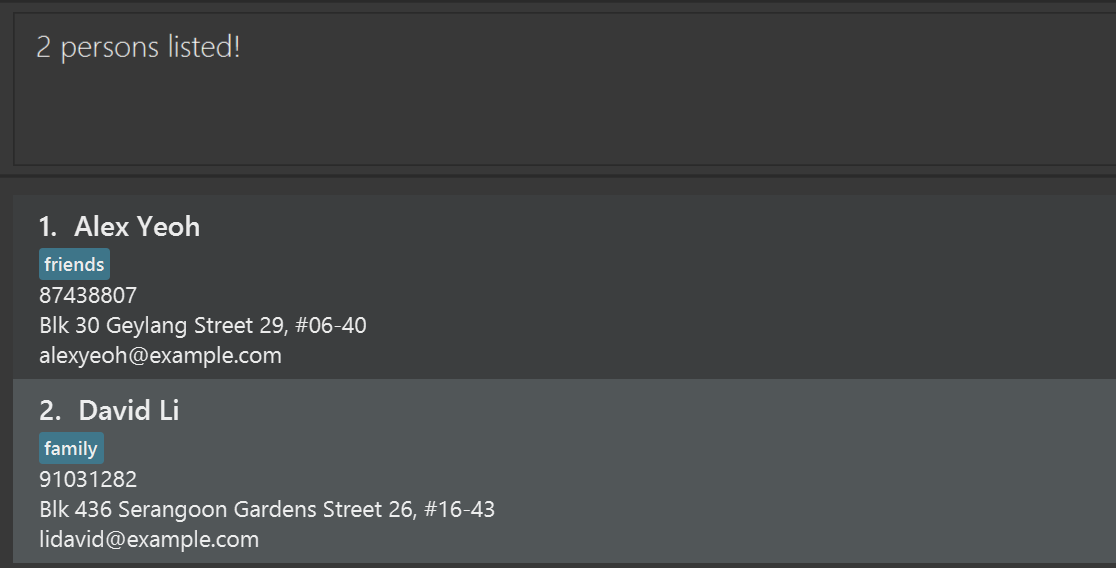 2 persons listed!
1. Alex Yeoh
friends
87438807
Blk 30 Geylang Street 29, #06-40
alexyeoh@example.com
2. David Li
family
91031282
Blk 436 Serangoon Gardens Street 26, #16-43
lidavid@example.com